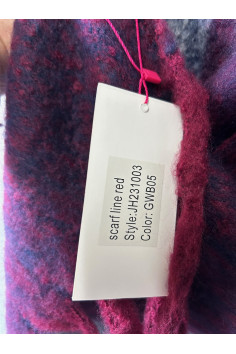 scarf line red
Style:JH231003
Color: GWB05